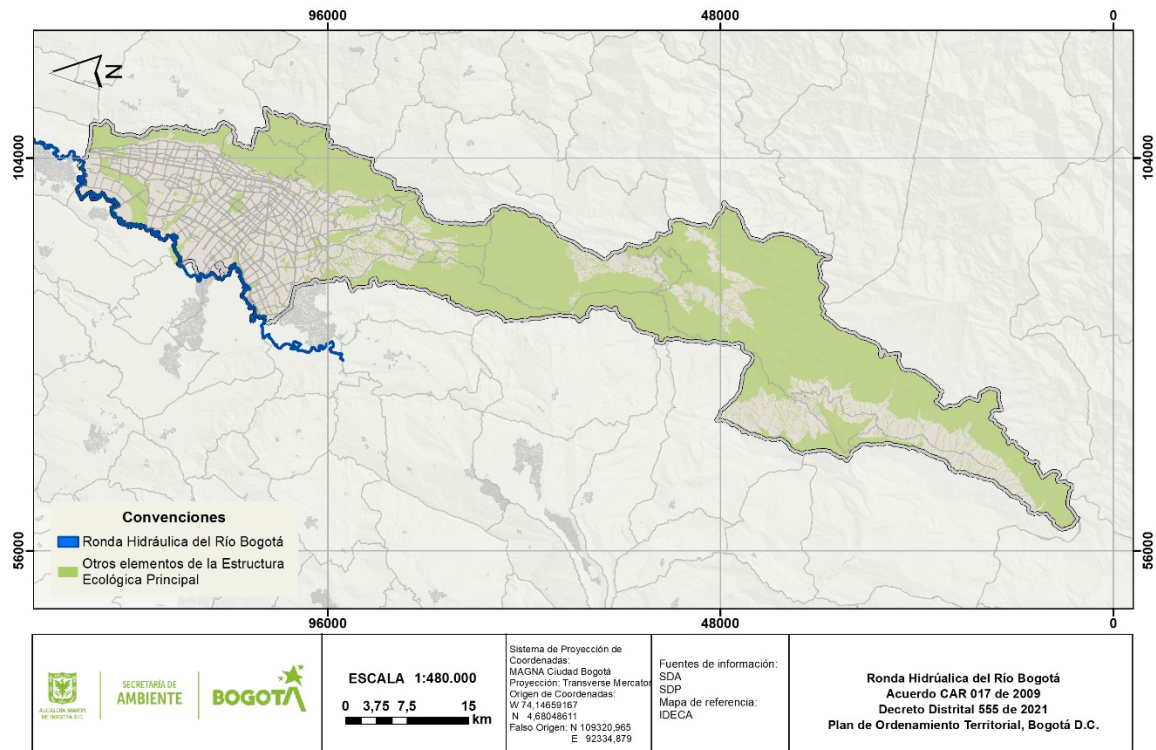 96000
48000
0
N
104000
104000
Convenciones
Ronda Hidráulica del Río Bogotá
Otros elementos de la Estructura
Ecológica Principal
56000
56000
96000
48000
0
ALCALDÍA MAYOR
DE BOGOTÁ D.C.
SECRETARÍA DE
AMBIENTE
BOGOTÁ
ESCALA 1:480.000
0 3,75 7,5 15
km
Sistema de Proyección de
Coordenadas:
MAGNA Ciudad Bogotá
Proyección: Transverse Mercator
Origen de Coordenadas:
W 74,14659167
N 4,68048611
Falso Origen: N 109320,965
E 92334,879
Fuentes de información:
SDA
SDP
Mapa de referencia:
IDECA
Ronda Hidrúalica del Río Bogotá
Acuerdo CAR 017 de 2009
Decreto Distrital 555 de 2021
Plan de Ordenamiento Territorial, Bogotá D.C.